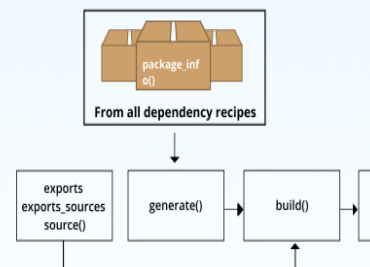 package_inf
o()
From all dependency recipes
exports
exports_sources
source()
generate()
build()